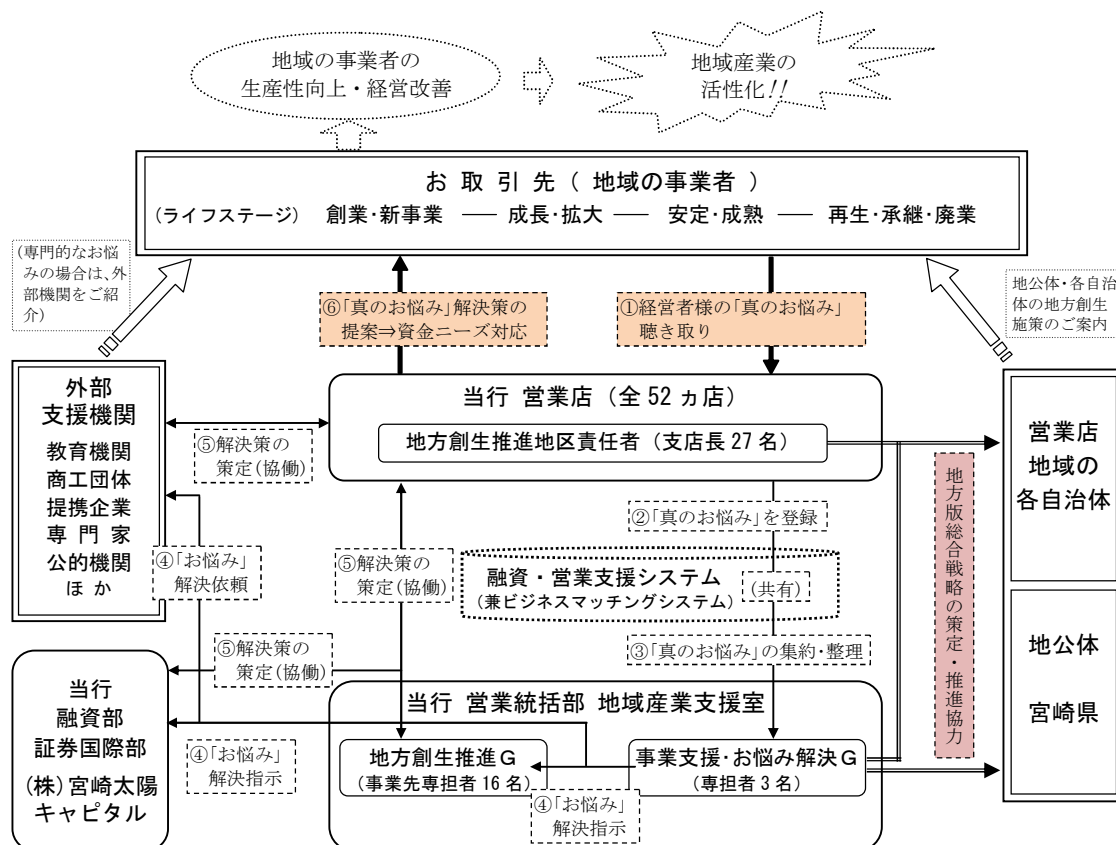 地域の事業者の
生産性向上・経営改善
地域産業の
活性化!!
お 取 引 先 ( 地域の事業者 )
(ライフステージ) 創業・新事業 ── 成長・拡大 ── 安定・成熟 ── 再生・承継・廃業
(専門的なお悩
みの場合は、外
部機関をご紹
介)
⑥「真のお悩み」解決策の
提案⇒資金ニーズ対応
①経営者様の「真のお悩み」
聴き取り
地公体・各自治
体の地方創生
施策のご案内
外部
支援機関
教育機関
商工団体
提携企業
専 門 家
公的機関
ほ か
⑤解決策の
策定(協働)
当行 営業店 (全 52 ヵ店)
地方創生推進地区責任者 (支店長 27 名)
営業店
地域の
各自治体
地方版総合戦略の策定・推進協力
②「真のお悩み」を登録
④「お悩み」
解決依頼
⑤解決策の
策定(協働)
融資・営業支援システム
(兼ビジネスマッチングシステム)
(共有)
⑤解決策の
策定(協働)
③「真のお悩み」の集約・整理
地公体
宮崎県
当行
融資部
証券国際部
(株)宮崎太陽
キャピタル
④「お悩み」
解決指示
当行 営業統括部 地域産業支援室
地方創生推進G
(事業先専担者 16 名)
事業支援・お悩み解決G
(専担者 3 名)
④「お悩み」
解決指示